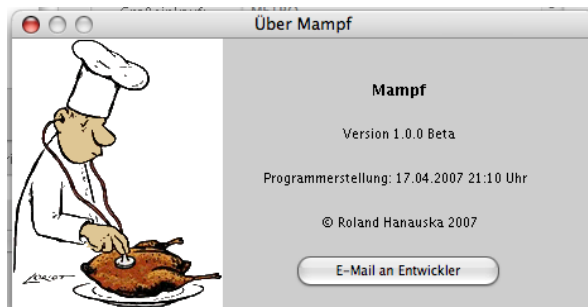 Über Mampf
Mampf
Version 1.0.0 Beta
Programmerstellung: 17.04.2007 21:10 Uhr
© Roland Hanauska 2007
E-Mail an Entwickler
LORIOT